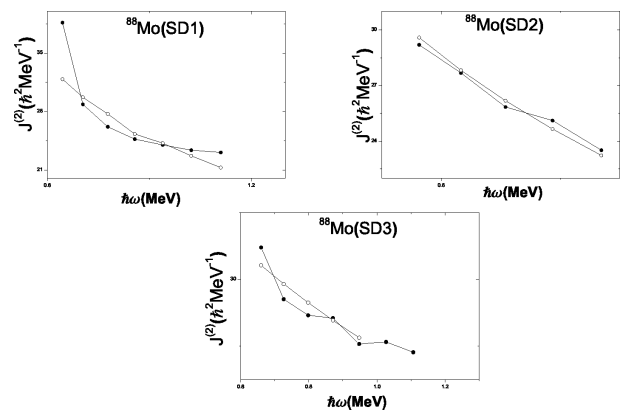 ⁸⁸Mo(SD1)
35
28
21
J⁽²⁾(ħ²MeV⁻¹)
0.6
1.2
ħω(MeV)
⁸⁸Mo(SD2)
30
27
24
J⁽²⁾(ħ²MeV⁻¹)
0.6
ħω(MeV)
⁸⁸Mo(SD3)
30
J⁽²⁾(ħ²MeV⁻¹)
0.6
0.8
1.0
1.2
ħω(MeV)